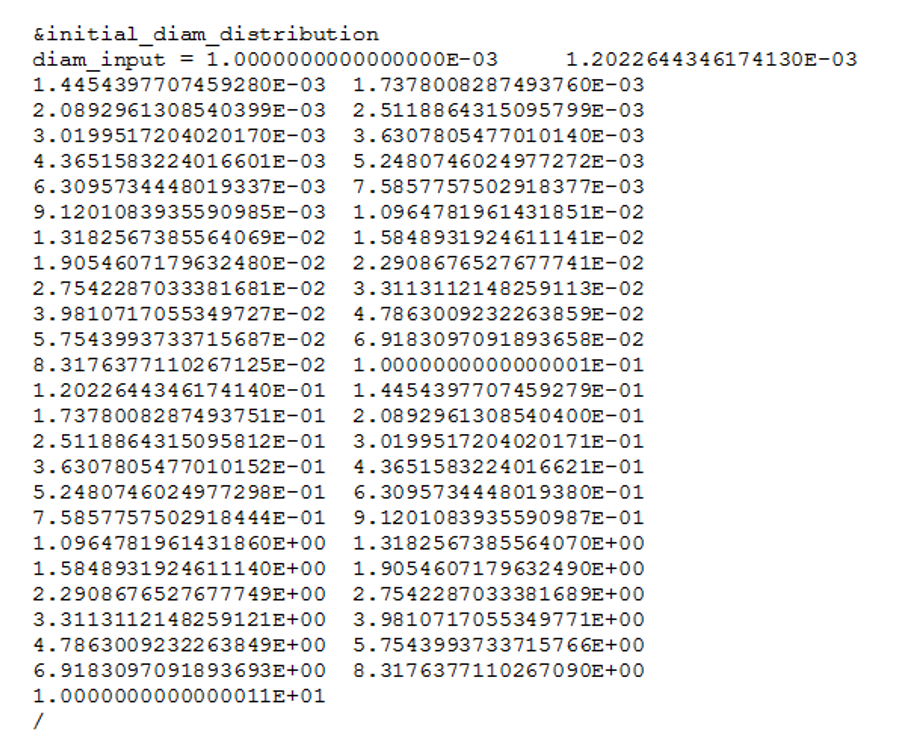 &initial_diam_distribution
diam_input = 1.0000000000000000E-03     1.2022644346174130E-03
1.4454397707459280E-03  1.7378008287493760E-03
2.0892961308540399E-03  2.5118864315095799E-03
3.0199517204020170E-03  3.6307805477010140E-03
4.3651583224016601E-03  5.2480746024977272E-03
6.3095734448019337E-03  7.5857757502918377E-03
9.1201083935590985E-03  1.0964781961431851E-02
1.3182567385564069E-02  1.5848931924611141E-02
1.9054607179632480E-02  2.2908676527677741E-02
2.7542287033381681E-02  3.3113112148259113E-02
3.9810717055349727E-02  4.7863009232263859E-02
5.7543993733715687E-02  6.9183097091893658E-02
8.3176377110267125E-02  1.0000000000000001E-01
1.2022644346174140E-01  1.4454397707459279E-01
1.7378008287493751E-01  2.0892961308540400E-01
2.5118864315095812E-01  3.0199517204020171E-01
3.6307805477010152E-01  4.3651583224016621E-01
5.2480746024977298E-01  6.3095734448019380E-01
7.5857757502918444E-01  9.1201083935590987E-01
1.0964781961431860E+00  1.3182567385564070E+00
1.5848931924611140E+00  1.9054607179632490E+00
2.2908676527677749E+00  2.7542287033381689E+00
3.3113112148259121E+00  3.9810717055349771E+00
4.7863009232263849E+00  5.7543993733715766E+00
6.9183097091893693E+00  8.3176377110267090E+00
1.0000000000000011E+01
/